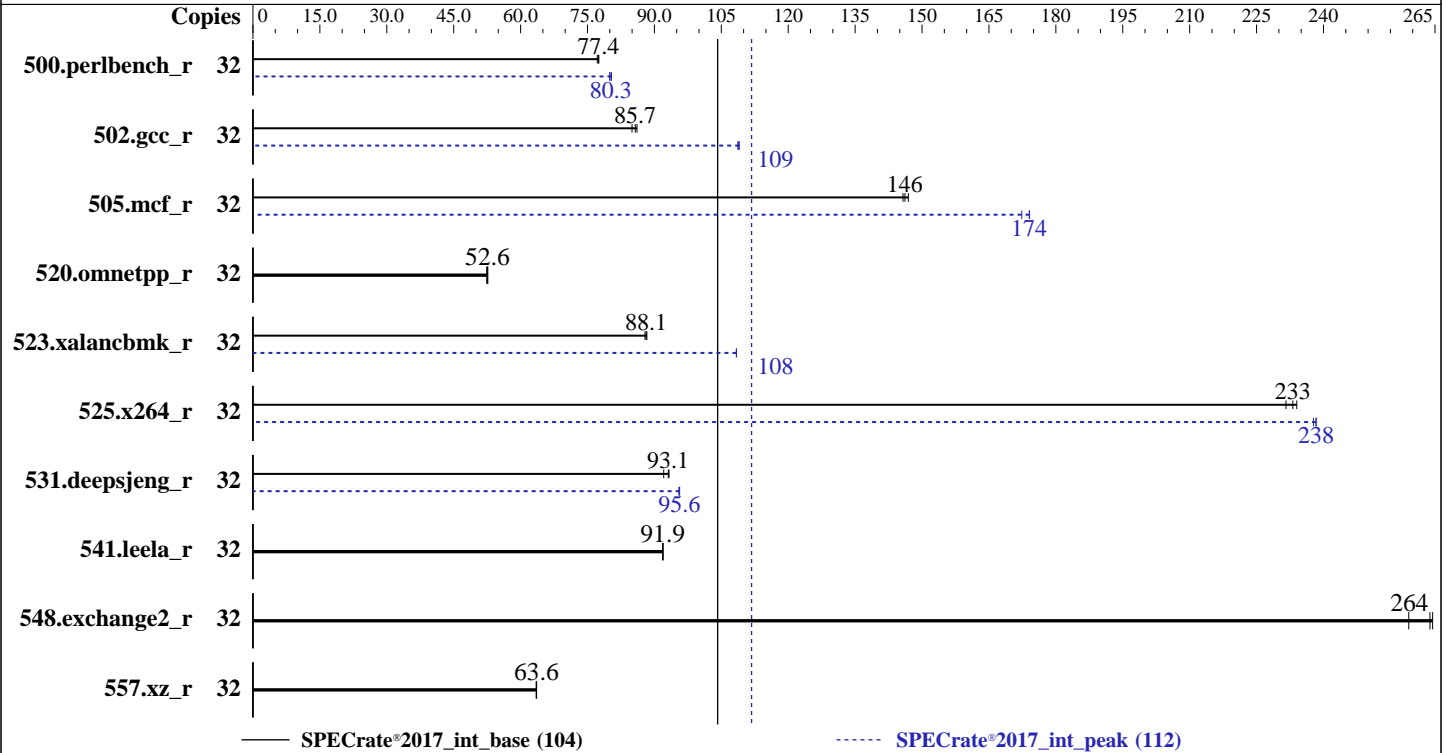 Copies 0 15.0 30.0 45.0 60.0 75.0 90.0 105 120 135 150 165 180 195 210 225 240 265
77.4
500.perlbench_r 32
80.3
85.7
502.gcc_r 32
109
146
505.mcf_r 32
174
52.6
520.omnetpp_r 32
88.1
523.xalancbmk_r 32
108
233
525.x264_r 32
238
93.1
531.deepsjeng_r 32
95.6
91.9
541.leela_r 32
264
548.exchange2_r 32
63.6
557.xz_r 32
SPECrate®2017_int_base (104) SPECrate®2017_int_peak (112)